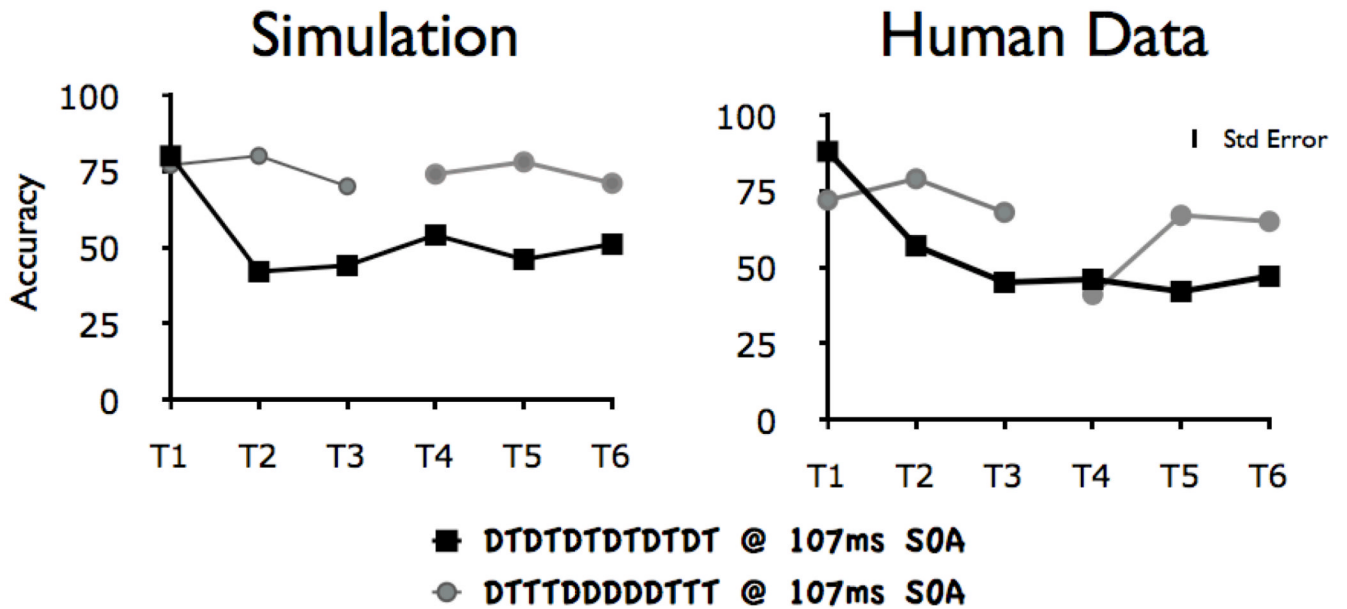 Simulation
Human Data
Accuracy
100
75
50
25
0
T1 T2 T3 T4 T5 T6
100
75
50
25
0
T1 T2 T3 T4 T5 T6
Std Error
DTDTDTDTDTDT @ 107ms SOA
DTTTDDDDDTTT @ 107ms SOA